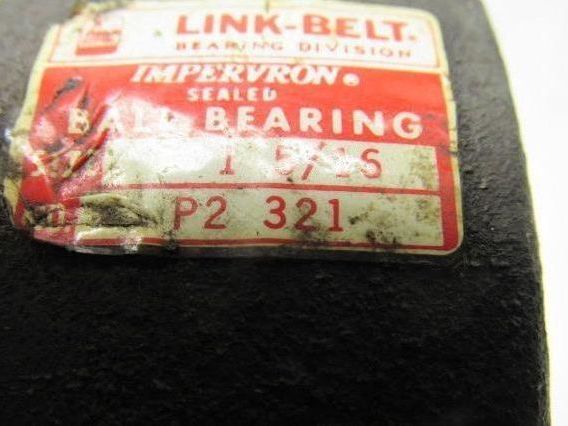 LINK-BELT®
BEARING DIVISION
IMPERVRON®
SEALED
BALL BEARING
1 5/16
P2 321